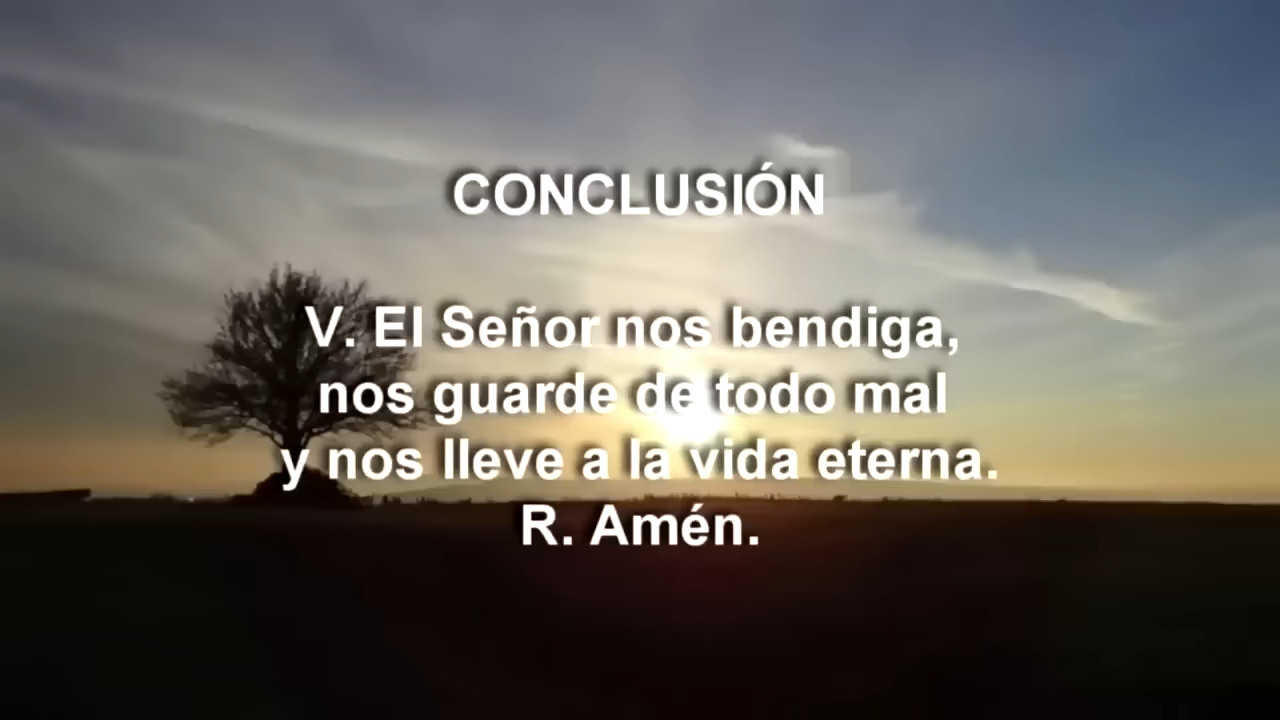 CONCLUSIÓN
V. El Señor nos bendiga,
nos guarde de todo mal
y nos lleve a la vida eterna.
R. Amén.